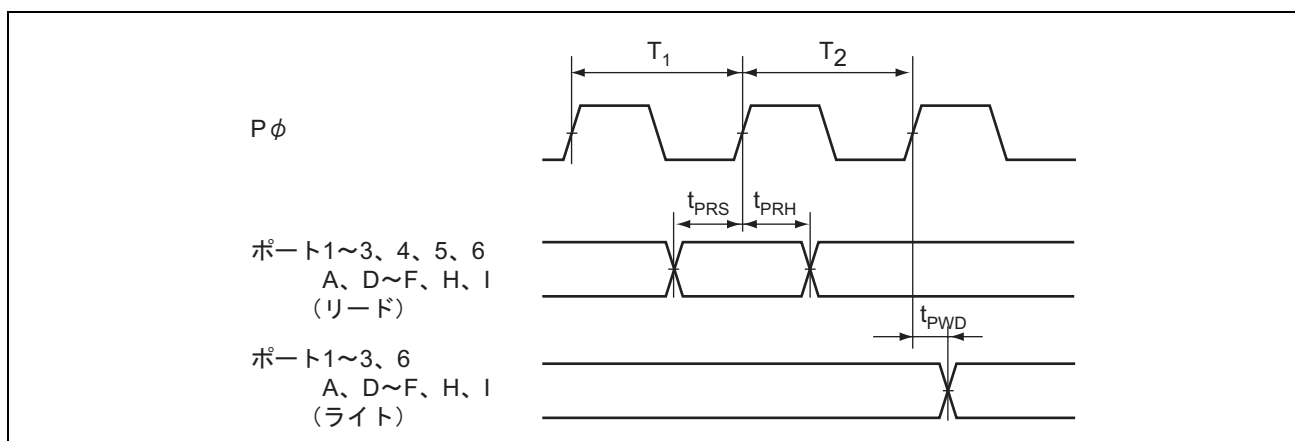 T1 T2
Pφ
tPRS tPRH
ポート1～3、4、5、6
A、D～F、H、I
（リード）
tPWD
ポート1～3、6
A、D～F、H、I
（ライト）